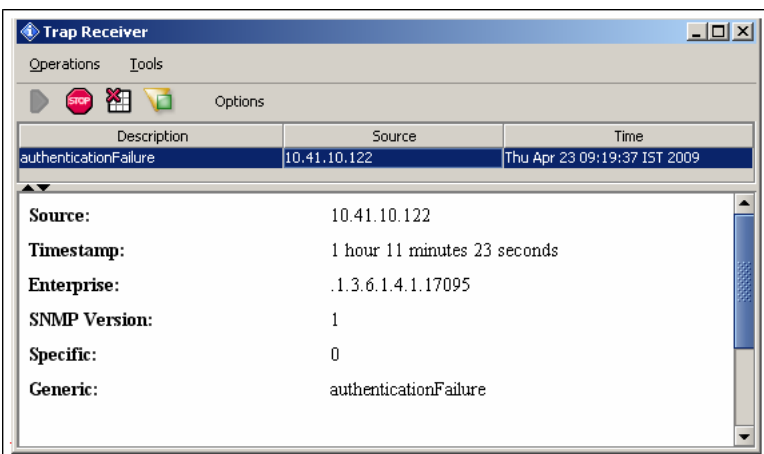 Trap Receiver
Operations Tools
STOP Options
Description Source Time
authenticationFailure 10.41.10.122 Thu Apr 23 09:19:37 IST 2009
Source: 10.41.10.122
Timestamp: 1 hour 11 minutes 23 seconds
Enterprise: .1.3.6.1.4.1.17095
SNMP Version: 1
Specific: 0
Generic: authenticationFailure